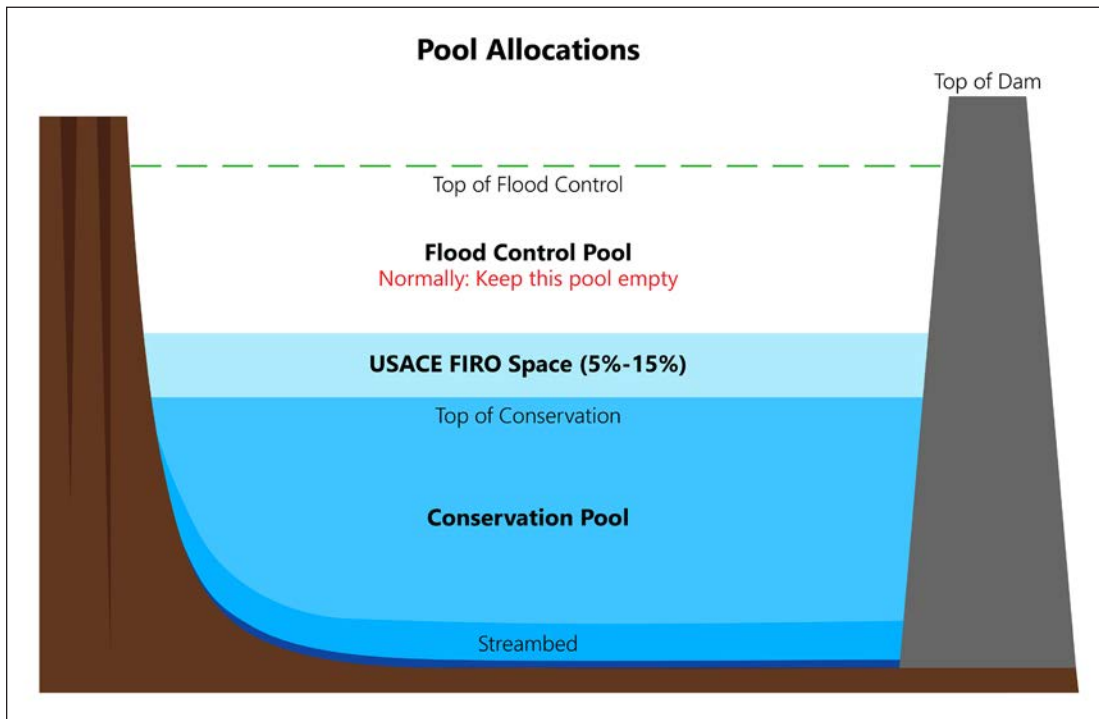 Pool Allocations
Top of Dam
Top of Flood Control
Flood Control Pool
Normally: Keep this pool empty
USACE FIRO Space (5%-15%)
Top of Conservation
Conservation Pool
Streambed